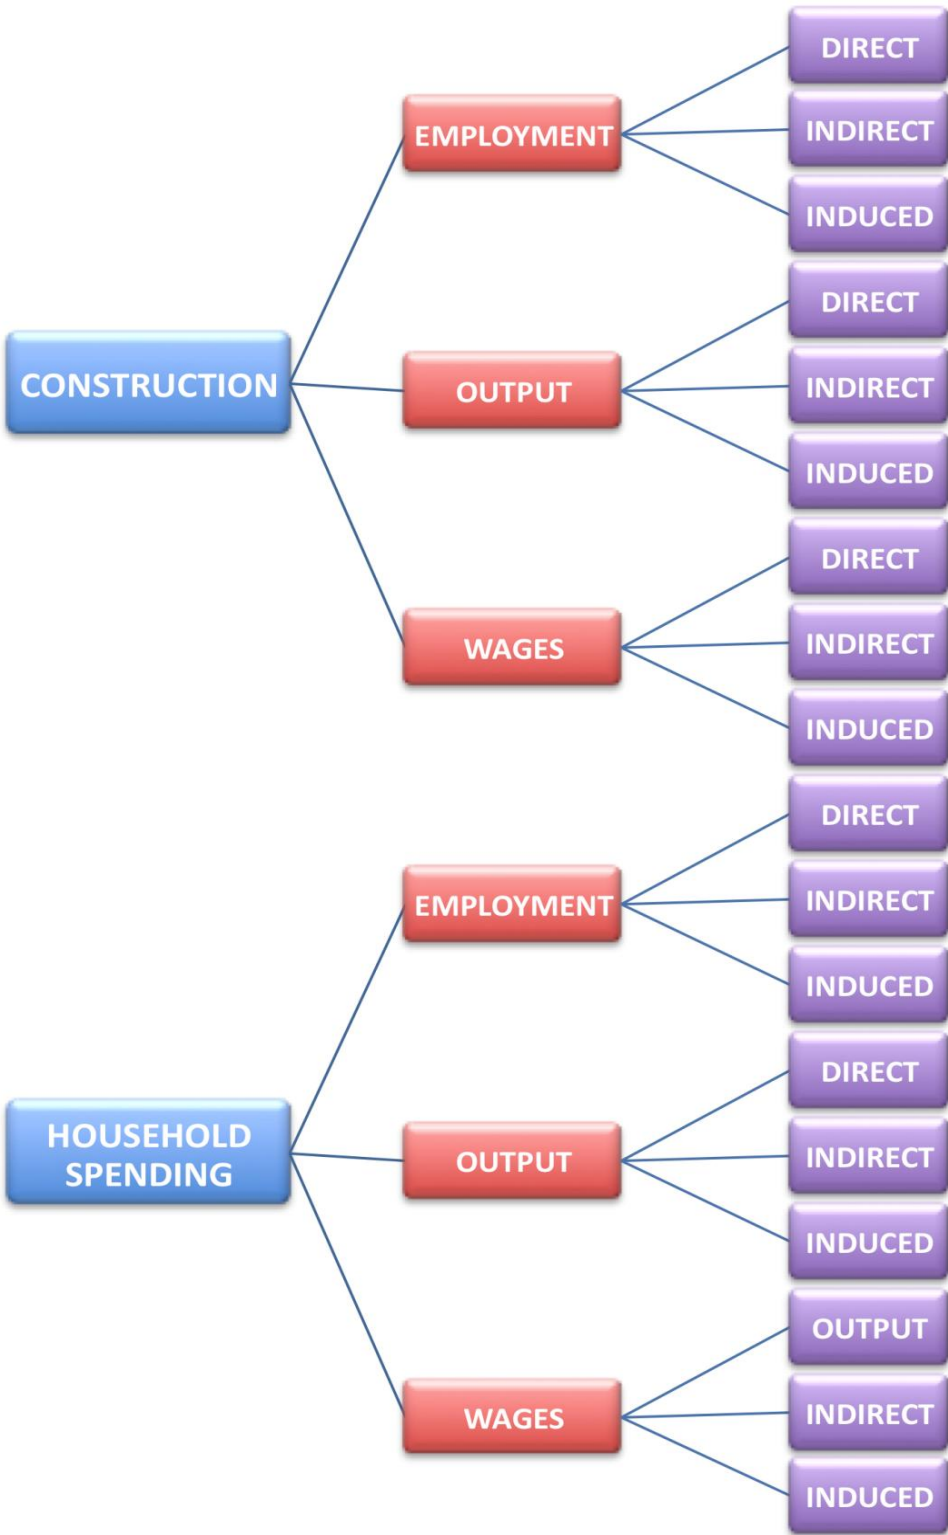 CONSTRUCTION
EMPLOYMENT
DIRECT
INDIRECT
INDUCED
OUTPUT
DIRECT
INDIRECT
INDUCED
WAGES
DIRECT
INDIRECT
INDUCED
HOUSEHOLD
SPENDING
EMPLOYMENT
DIRECT
INDIRECT
INDUCED
OUTPUT
DIRECT
INDIRECT
INDUCED
WAGES
OUTPUT
INDIRECT
INDUCED